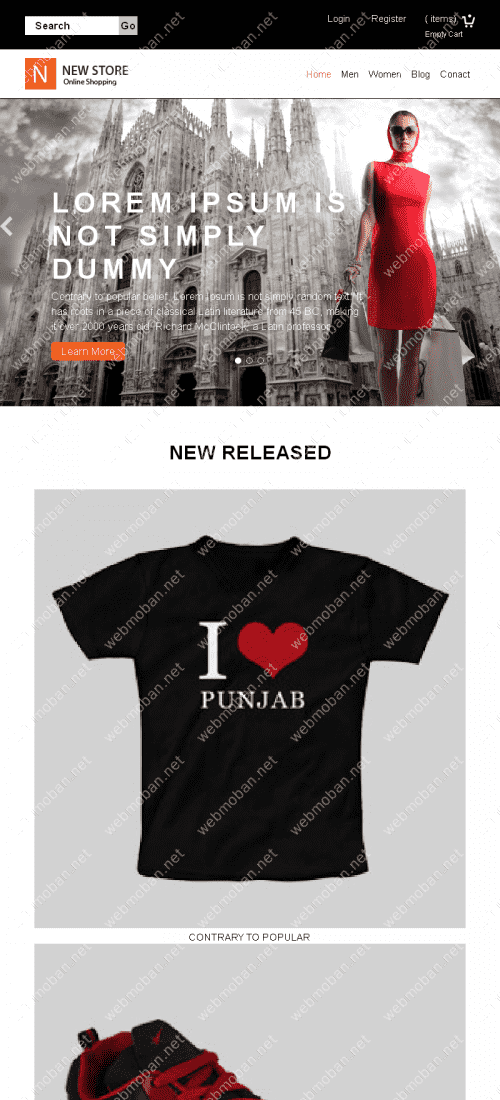 Search
Go
Login
Register
( items)
Empty Cart
N
NEW STORE
Online Shopping
Home
Men
Women
Blog
Conact
LOREM IPSUM IS
NOT SIMPLY
DUMMY
Contrary to popular belief, Lorem Ipsum is not simply random text. It
has roots in a piece of classical Latin literature from 45 BC, making
it over 2000 years old. Richard McClintock, a Latin professor
Learn More
NEW RELEASED
I
PUNJAB
CONTRARY TO POPULAR
webmoban.net